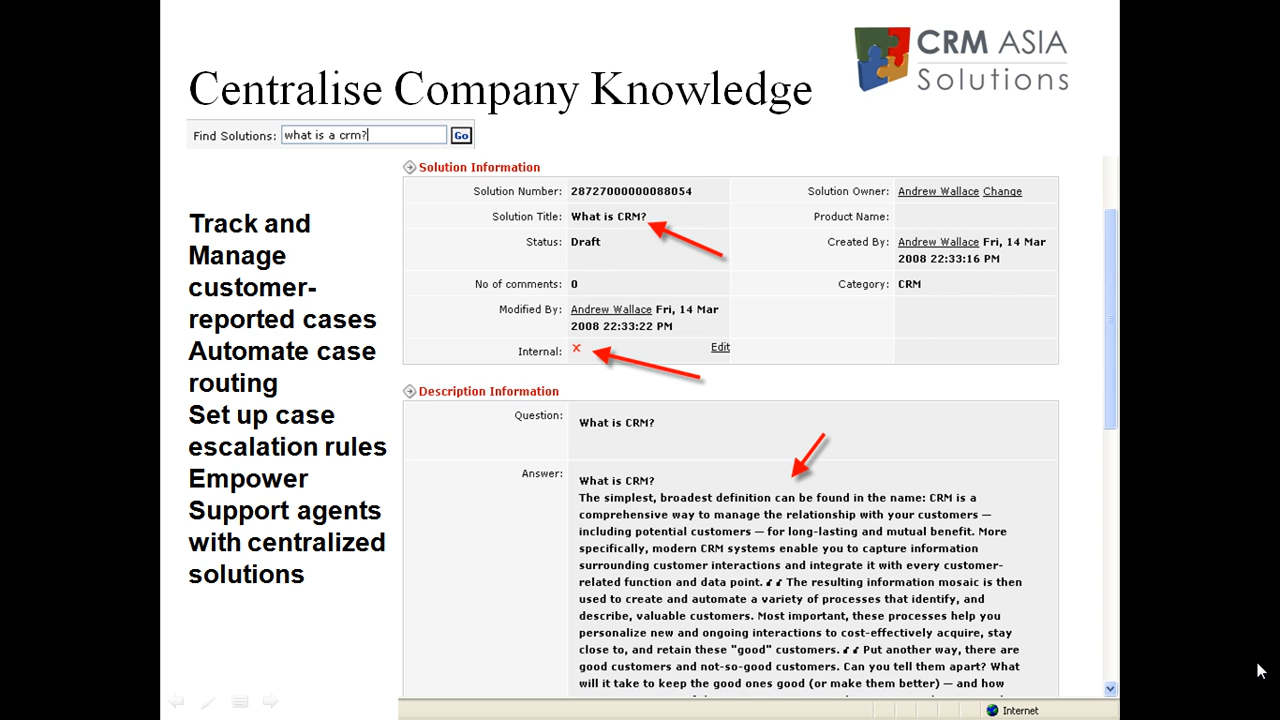 CRM ASIA
Solutions
Centralise Company Knowledge
Find Solutions: what is a crm? Go
Track and
Manage
customer-
reported cases
Automate case
routing
Set up case
escalation rules
Empower
Support agents
with centralized
solutions
Solution Information
Solution Number: 28727000000088054 Solution Owner: Andrew Wallace Change
Solution Title: What is CRM? Product Name:
Status: Draft Created By: Andrew Wallace Fri, 14 Mar
2008 22:33:16 PM
No of comments: 0 Category: CRM
Modified By: Andrew Wallace Fri, 14 Mar
2008 22:33:22 PM
Internal: Edit
Description Information
Question: What is CRM?
Answer: What is CRM?
The simplest, broadest definition can be found in the name: CRM is a
comprehensive way to manage the relationship with your customers —
including potential customers — for long-lasting and mutual benefit. More
specifically, modern CRM systems enable you to capture information
surrounding customer interactions and integrate it with every customer-
related function and data point. The resulting information mosaic is then
used to create and automate a variety of processes that identify, and
describe, valuable customers. Most important, these processes help you
personalize new and ongoing interactions to cost-effectively acquire, stay
close to, and retain these "good" customers. Put another way, there are
good customers and not-so-good customers. Can you tell them apart? What
will it take to keep the good ones good (or make them better) — and how
Internet